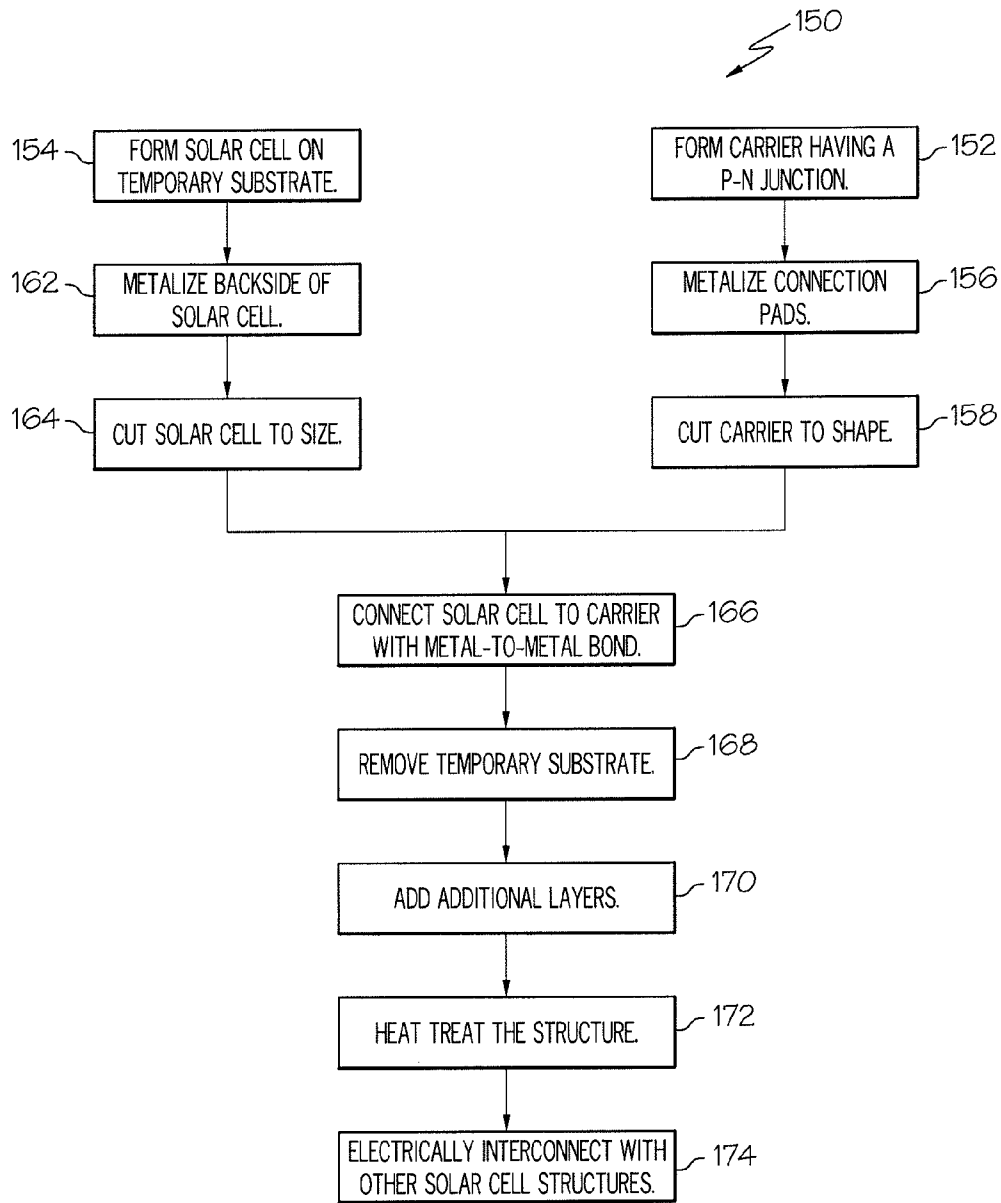 150
154
FORM SOLAR CELL ON
TEMPORARY SUBSTRATE.
FORM CARRIER HAVING A
P-N JUNCTION.
152
162
METALIZE BACKSIDE OF
SOLAR CELL.
METALIZE CONNECTION
PADS.
156
164
CUT SOLAR CELL TO SIZE.
CUT CARRIER TO SHAPE.
158
CONNECT SOLAR CELL TO CARRIER
WITH METAL-TO-METAL BOND.
166
REMOVE TEMPORARY SUBSTRATE.
168
ADD ADDITIONAL LAYERS.
170
HEAT TREAT THE STRUCTURE.
172
ELECTRICALLY INTERCONNECT WITH
OTHER SOLAR CELL STRUCTURES.
174